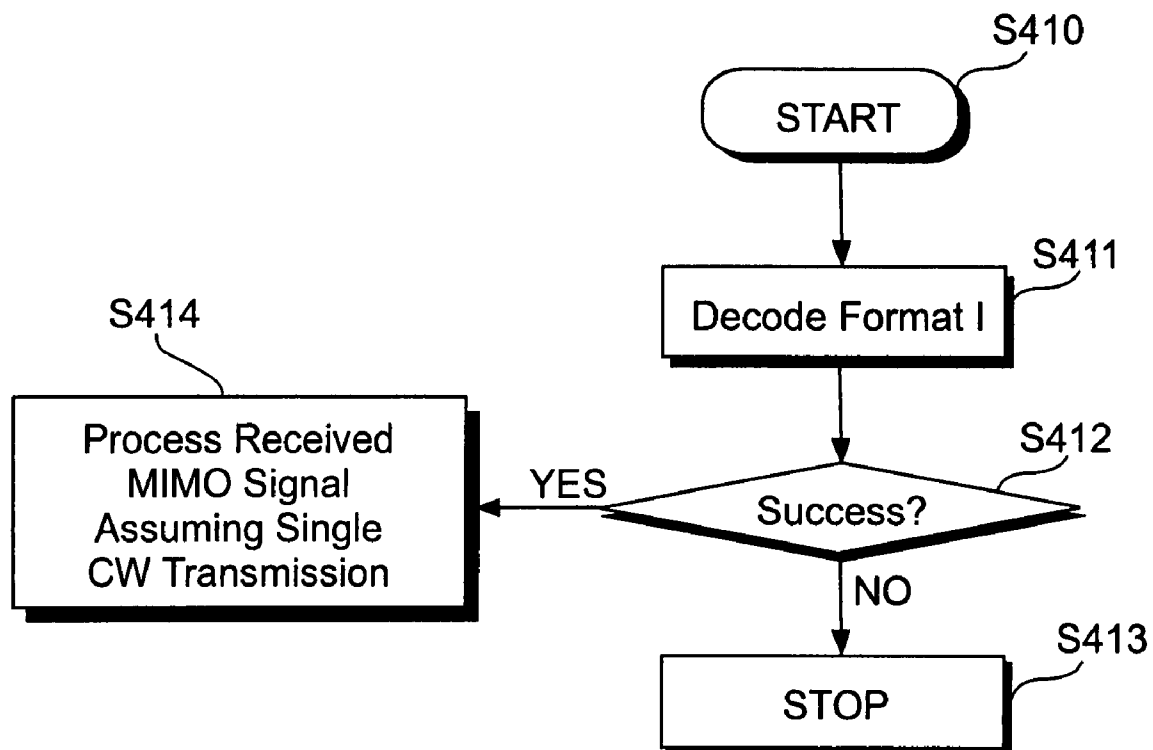 S410
START
S411
Decode Format I
S412
Success?
YES
S414
Process Received
MIMO Signal
Assuming Single
CW Transmission
NO
S413
STOP